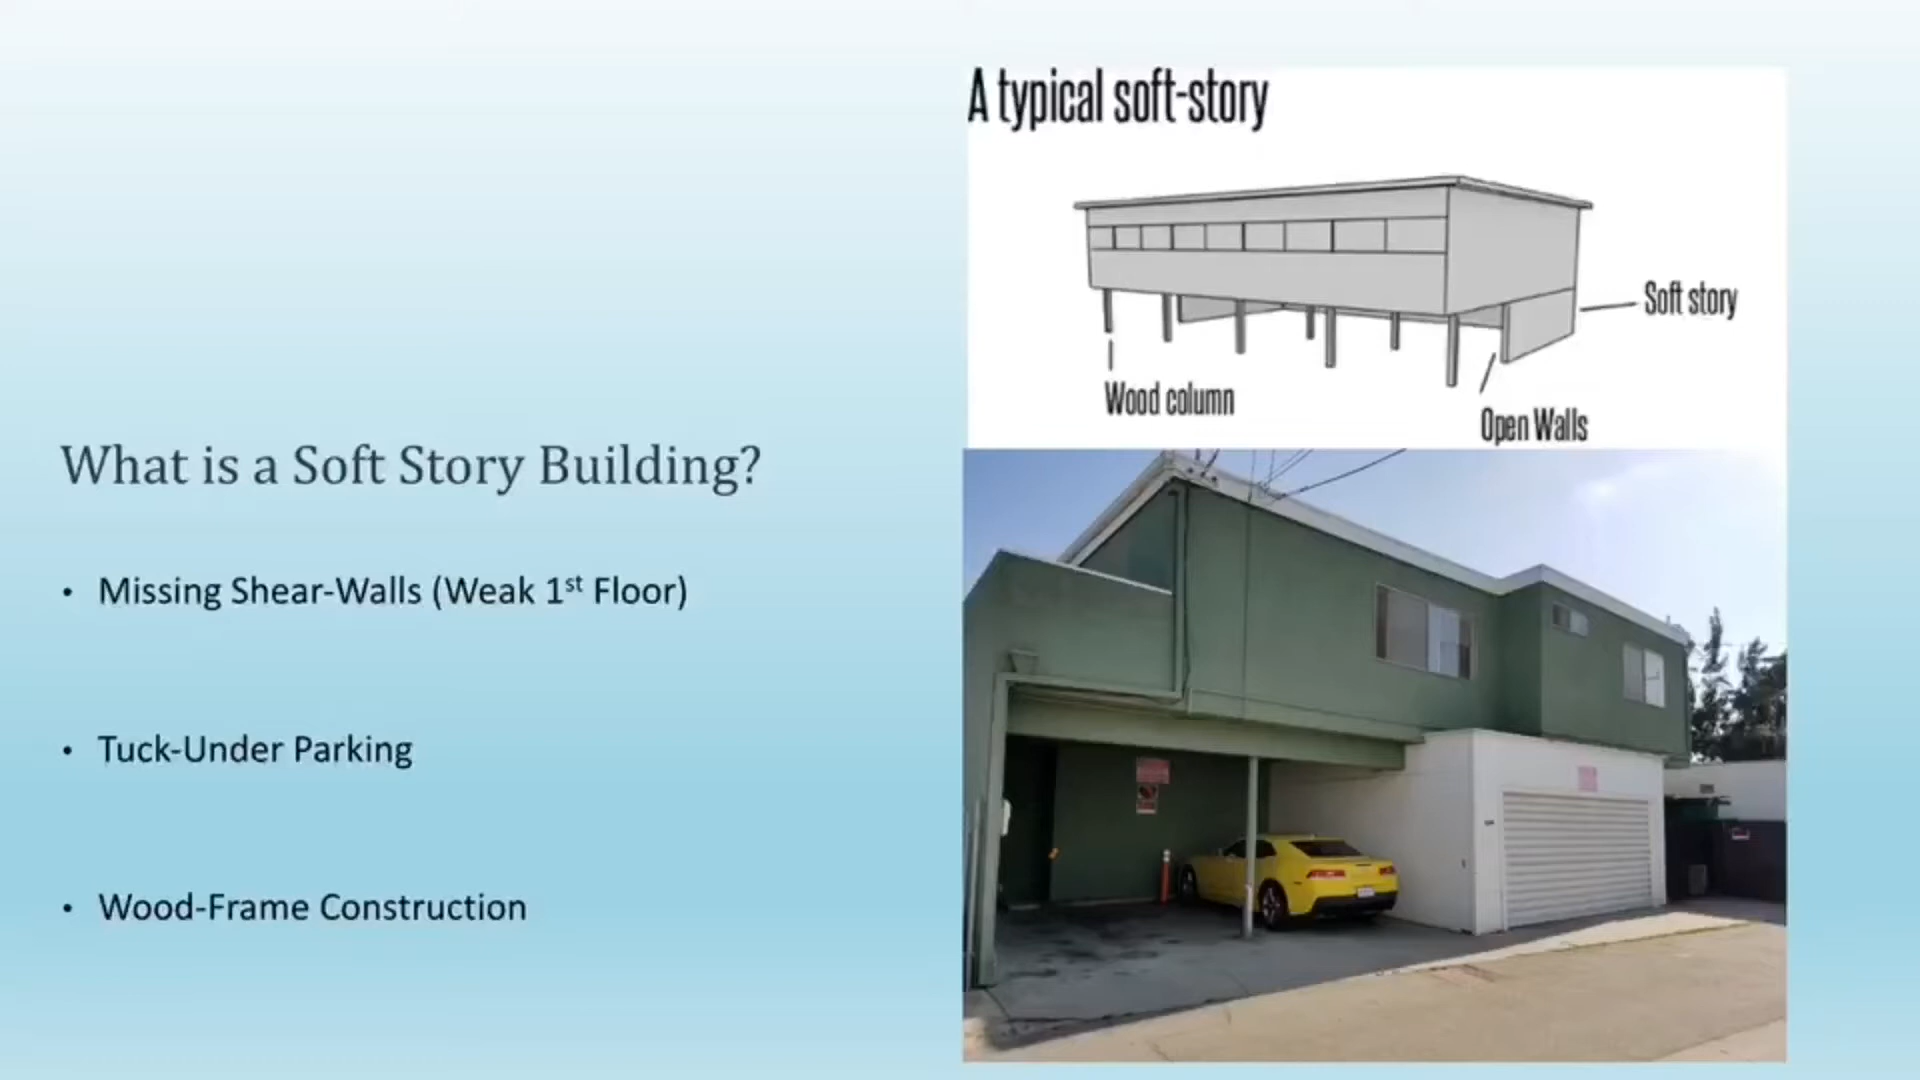 What is a Soft Story Building?
• Missing Shear-Walls (Weak 1st Floor)
• Tuck-Under Parking
• Wood-Frame Construction
A typical soft-story
Soft story
Wood column
Open Walls